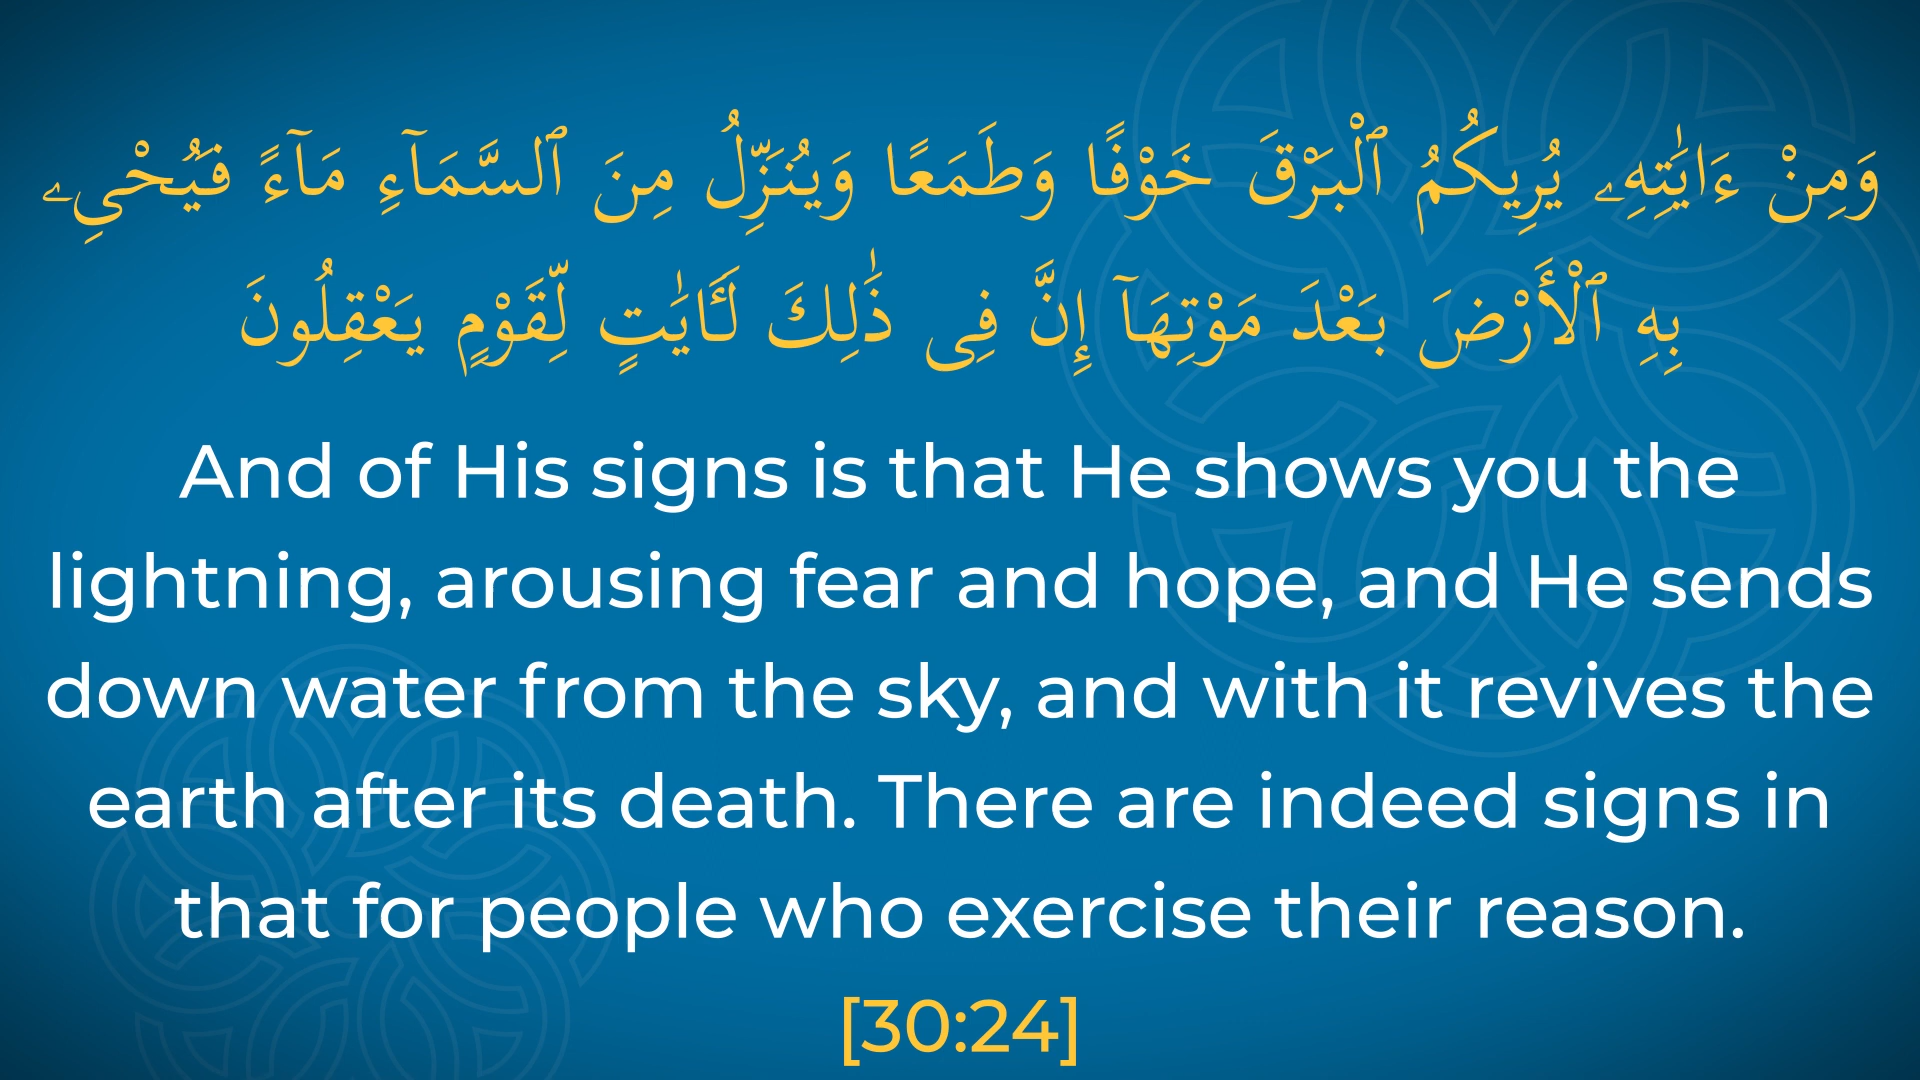 وَمِنْ ءَايَٰتِهِۦ يُرِيكُمُ ٱلْبَرْقَ خَوْفًا وَطَمَعًا وَيُنَزِّلُ مِنَ ٱلسَّمَآءِ مَآءً فَيُحْىِۦ
بِهِ ٱلْأَرْضَ بَعْدَ مَوْتِهَآ إِنَّ فِى ذَٰلِكَ لَـَٔايَٰتٍ لِّقَوْمٍ يَعْقِلُونَ
And of His signs is that He shows you the
lightning, arousing fear and hope, and He sends
down water from the sky, and with it revives the
earth after its death. There are indeed signs in
that for people who exercise their reason.
[30:24]